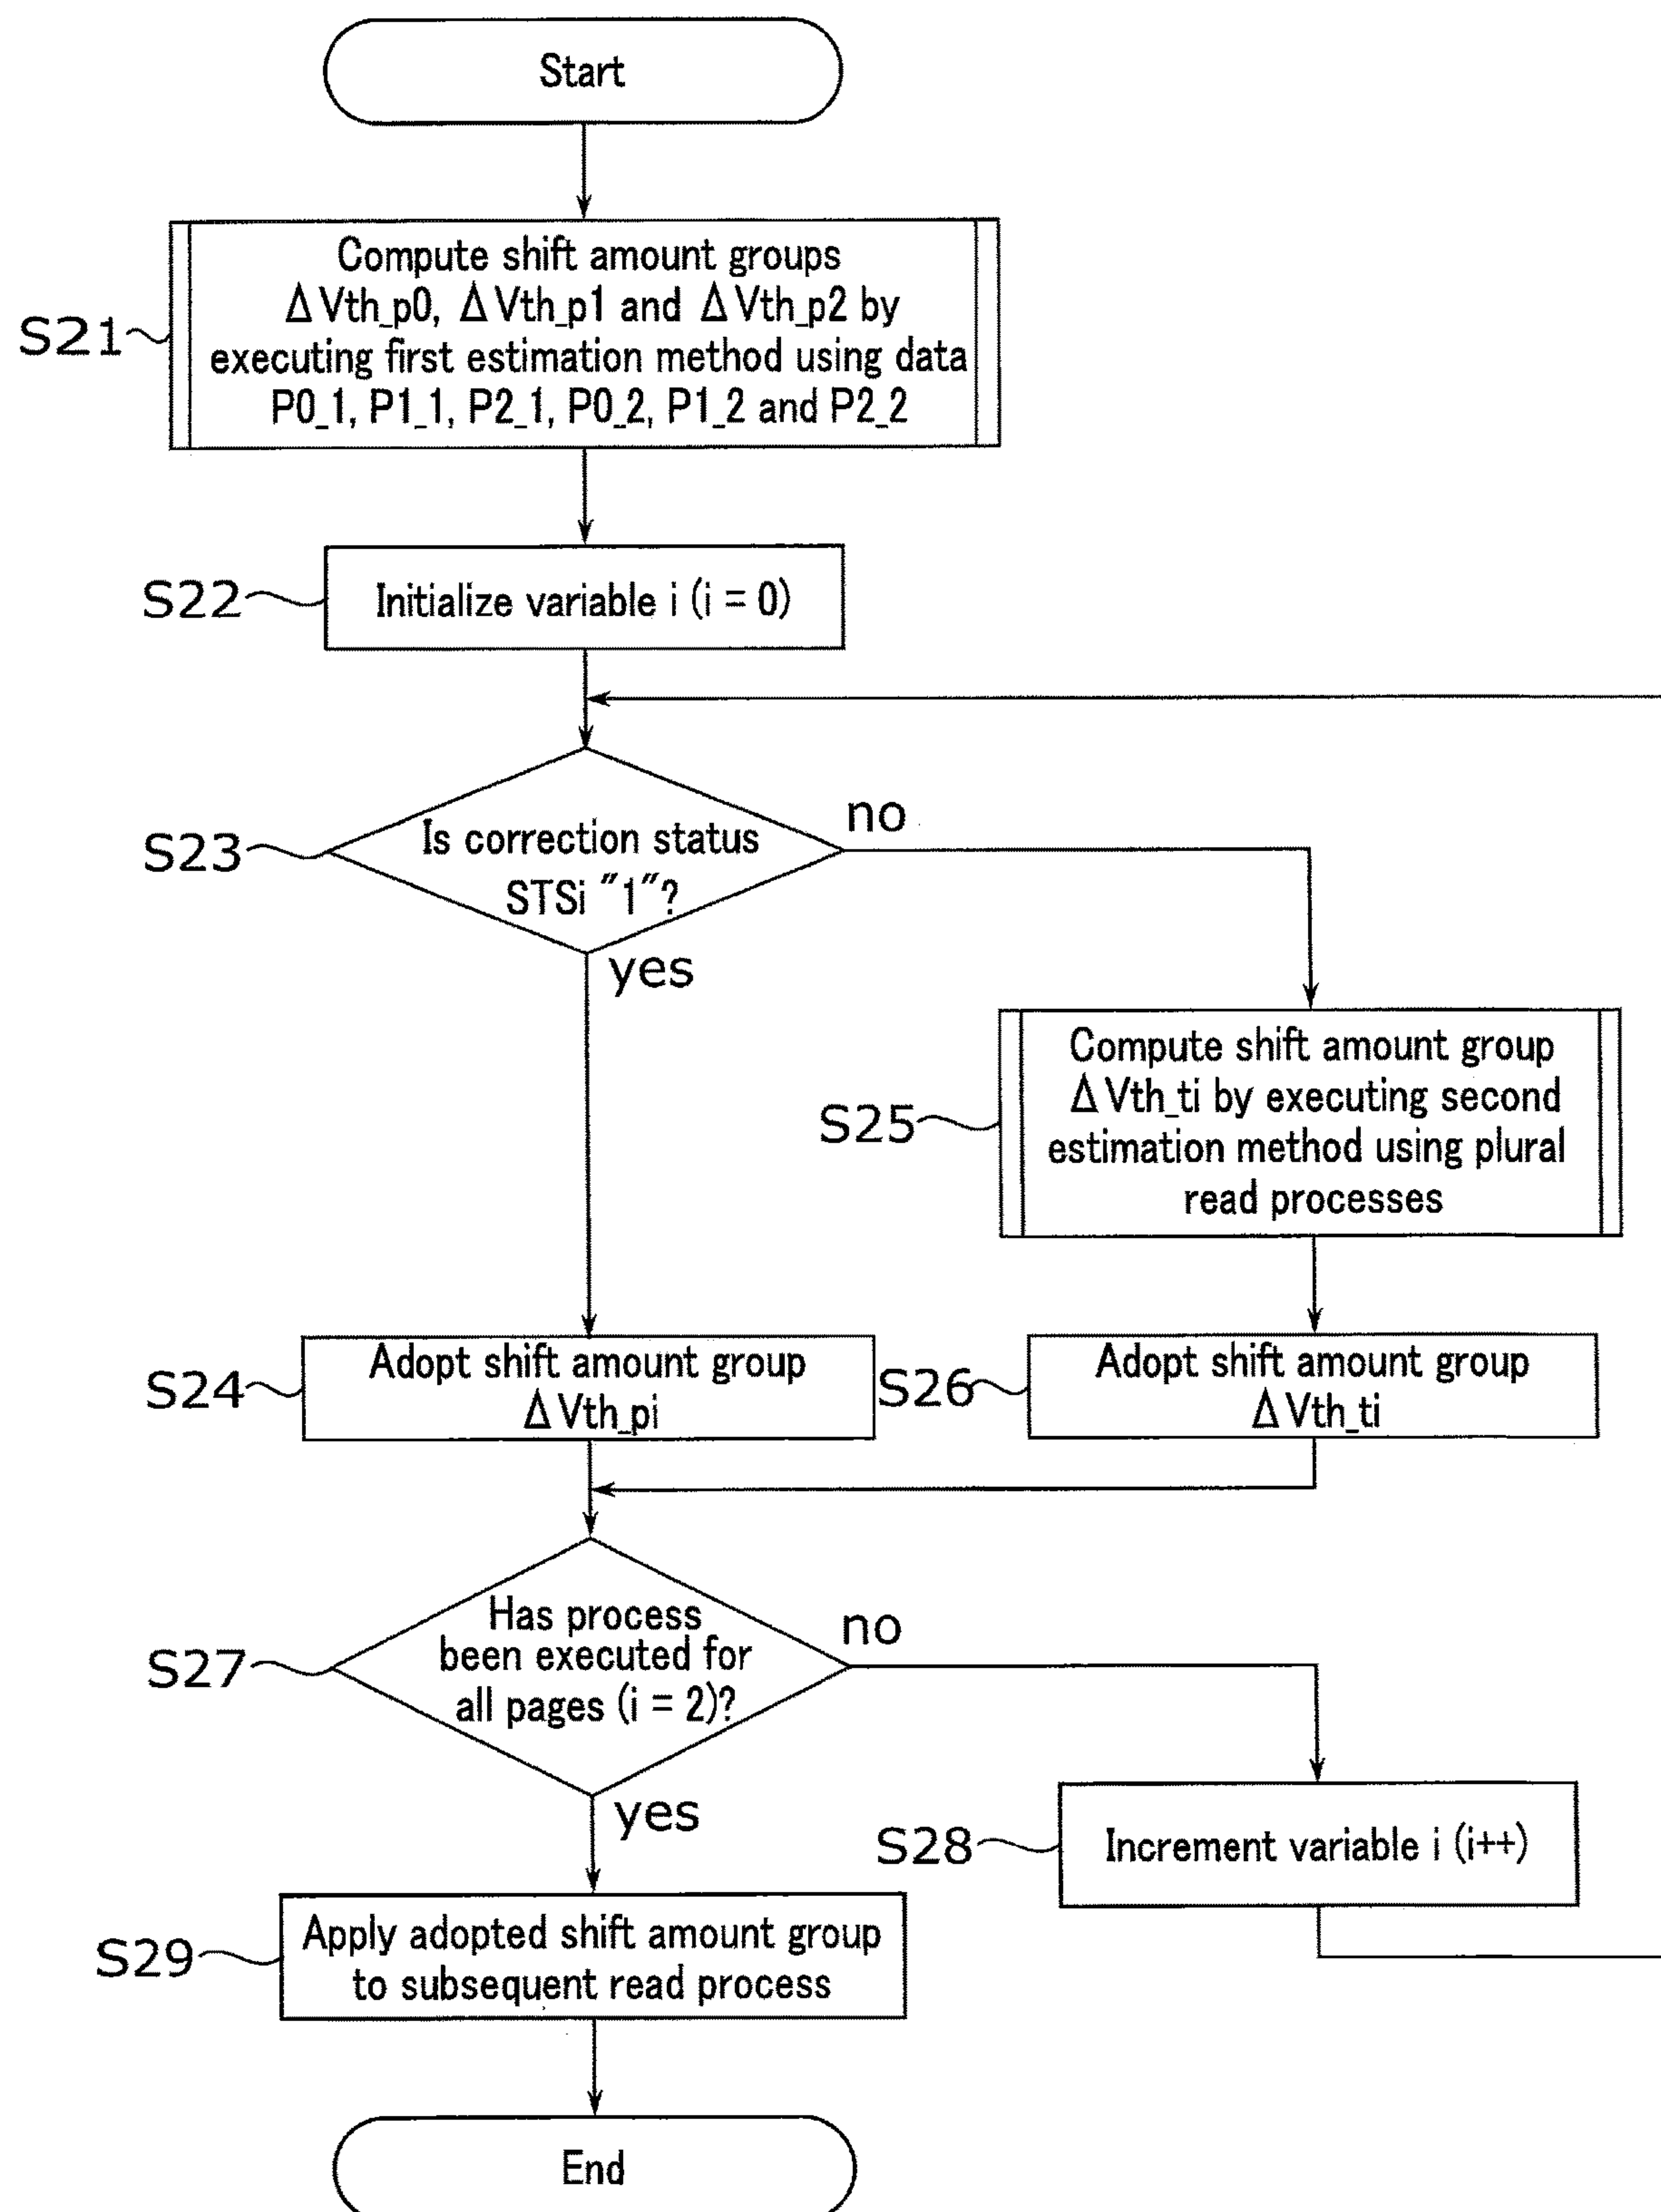 Start
S21
Compute shift amount groups
ΔVth_p0, ΔVth_p1 and ΔVth_p2 by
executing first estimation method using data
P0_1, P1_1, P2_1, P0_2, P1_2 and P2_2
S22
Initialize variable i (i = 0)
S23
Is correction status
STSi "1"?
no
yes
S25
Compute shift amount group
ΔVth_ti by executing second
estimation method using plural
read processes
S24
Adopt shift amount group
ΔVth_pi
S26
Adopt shift amount group
ΔVth_ti
S27
Has process
been executed for
all pages (i = 2)?
no
yes
S28
Increment variable i (i++)
S29
Apply adopted shift amount group
to subsequent read process
End